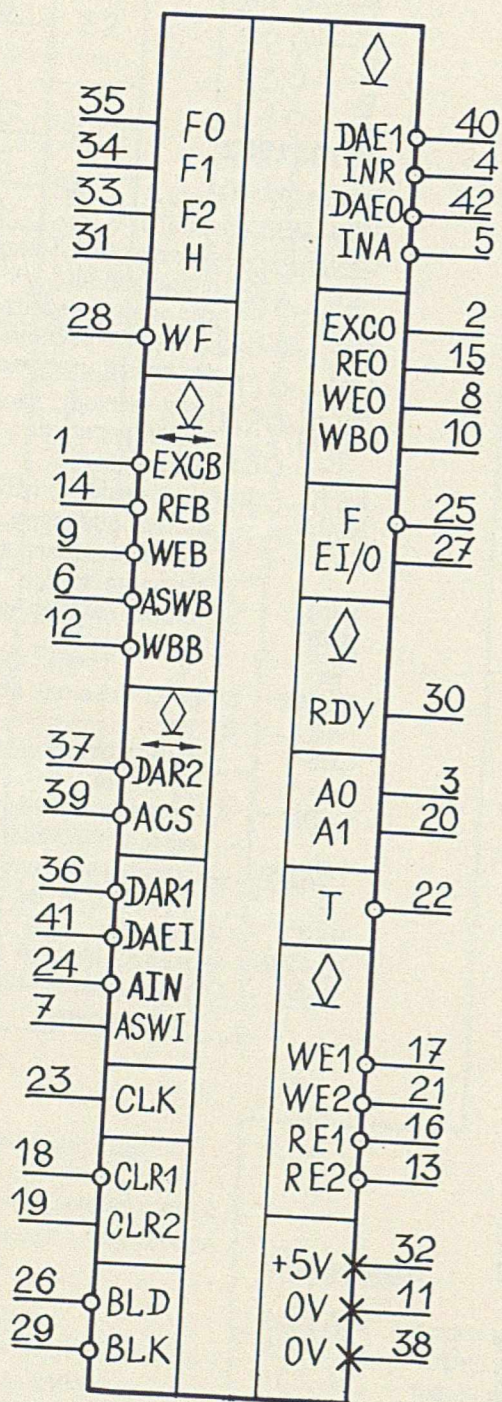 35 F0
34 F1
33 F2
31 H
28 WF
1 EXCB
14 REB
9 WEB
6 ASWB
12 WBB
37 DAR2
39 ACS
36 DAR1
41 DAEI
24 AIN
7 ASWI
23 CLK
18 CLR1
19 CLR2
26 BLD
29 BLK
DAE1 40
INR 4
DAE0 42
INA 5
EXC0 2
RE0 15
WE0 8
WB0 10
F 25
EI/0 27
RDY 30
A0 3
A1 20
T 22
WE1 17
WE2 21
RE1 16
RE2 13
+5V 32
0V 11
0V 38